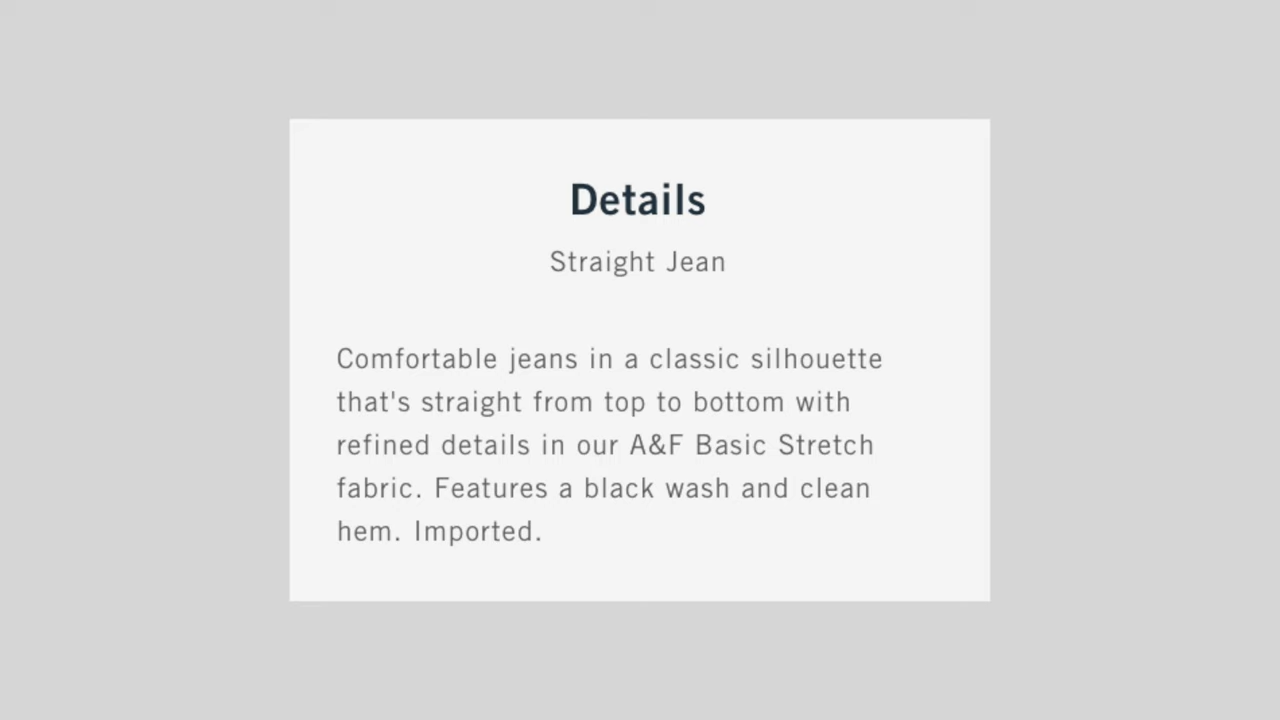 Details
Straight Jean
Comfortable jeans in a classic silhouette
that's straight from top to bottom with
refined details in our A&F Basic Stretch
fabric. Features a black wash and clean
hem. Imported.